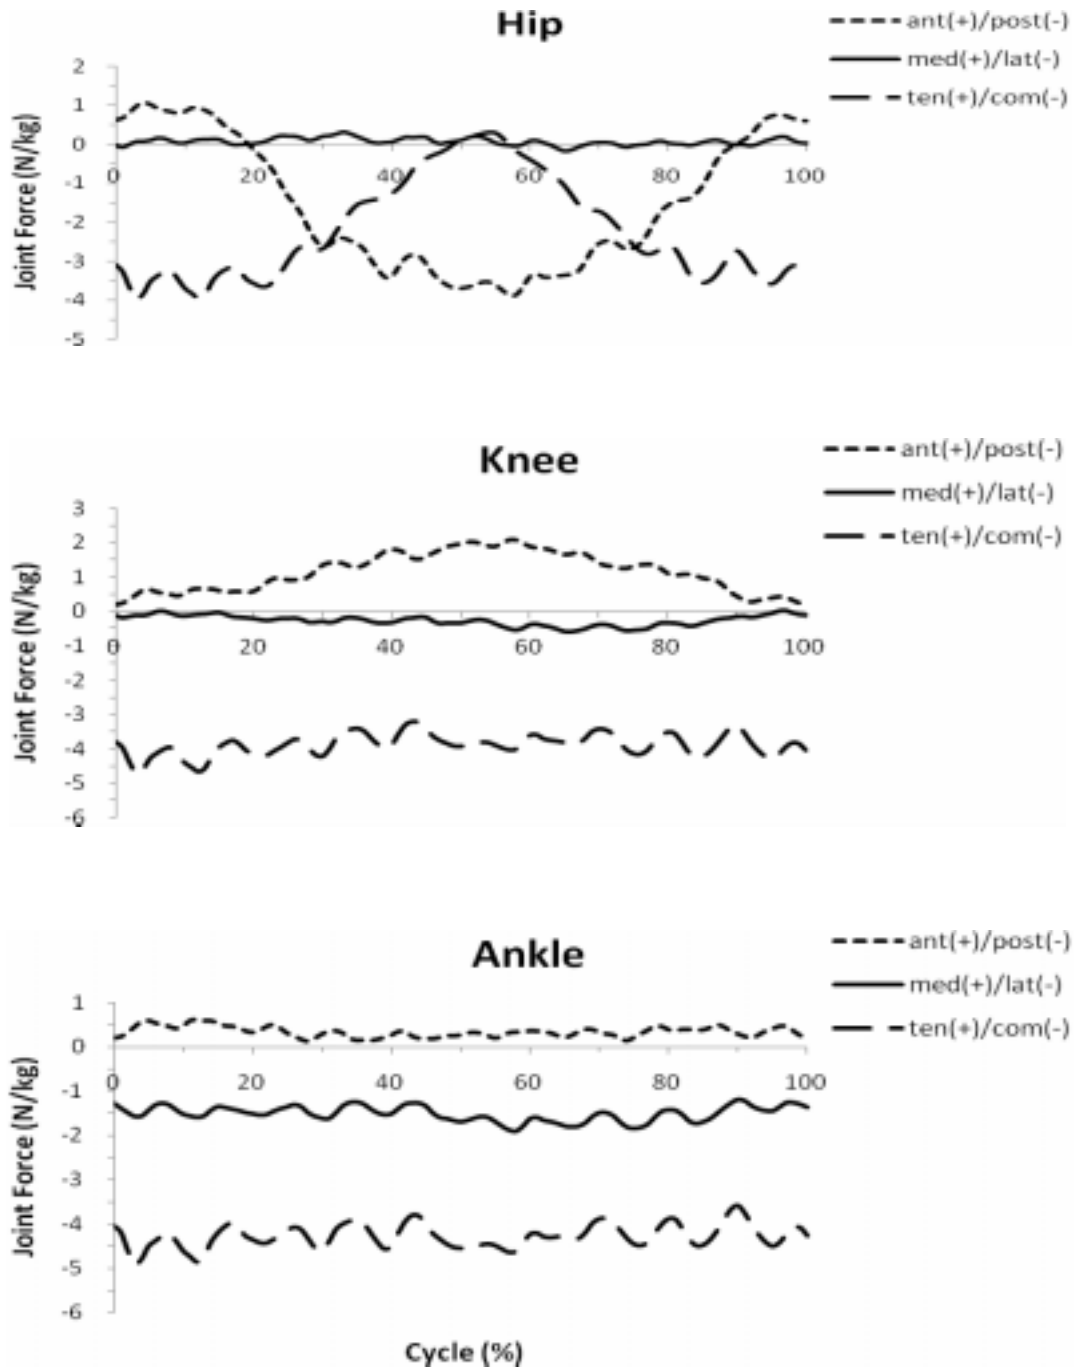 Hip
ant(+)/post(-)
med(+)/lat(-)
ten(+)/com(-)
Joint Force (N/kg)
2
1
0
-1
-2
-3
-4
-5
0 20 40 60 80 100
Knee
ant(+)/post(-)
med(+)/lat(-)
ten(+)/com(-)
Joint Force (N/kg)
3
2
1
0
-1
-2
-3
-4
-5
-6
0 20 40 60 80 100
Ankle
ant(+)/post(-)
med(+)/lat(-)
ten(+)/com(-)
Joint Force (N/kg)
1
0
-1
-2
-3
-4
-5
-6
0 20 40 60 80 100
Cycle (%)